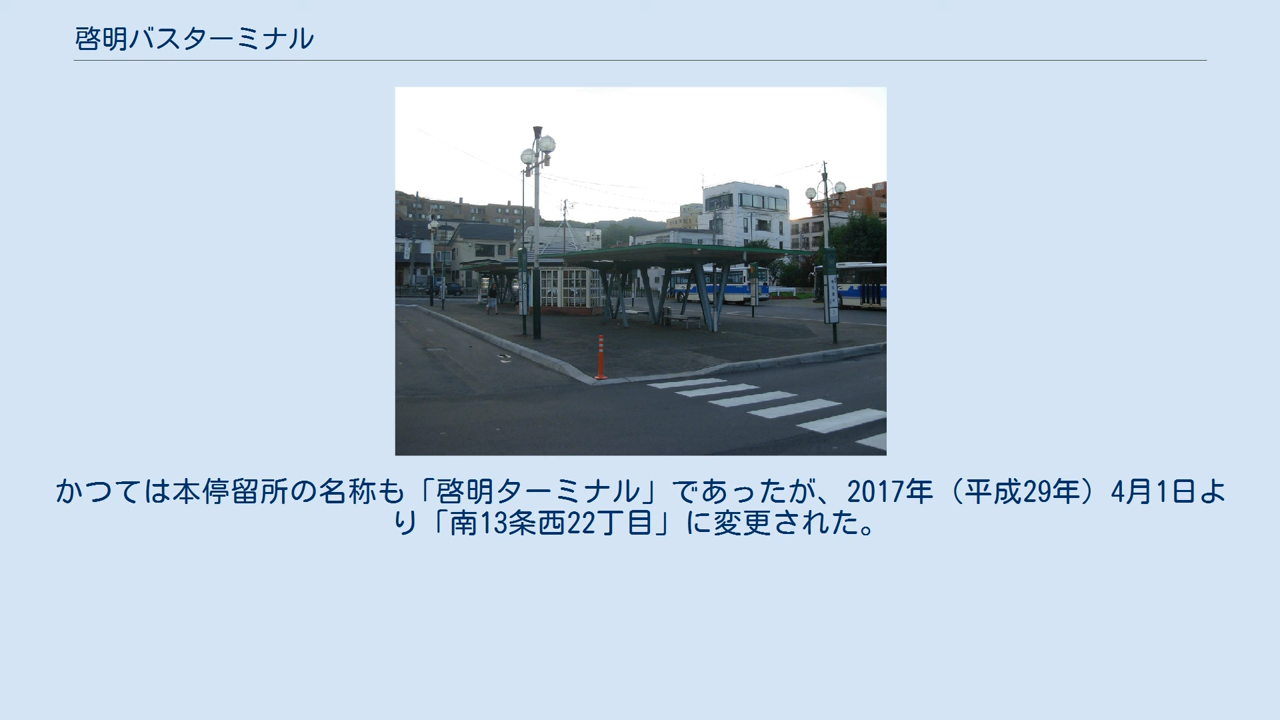 啓明バスターミナル
かつては本停留所の名称も「啓明ターミナル」であったが、2017年（平成29年）4月1日よ
り「南13条西22丁目」に変更された。